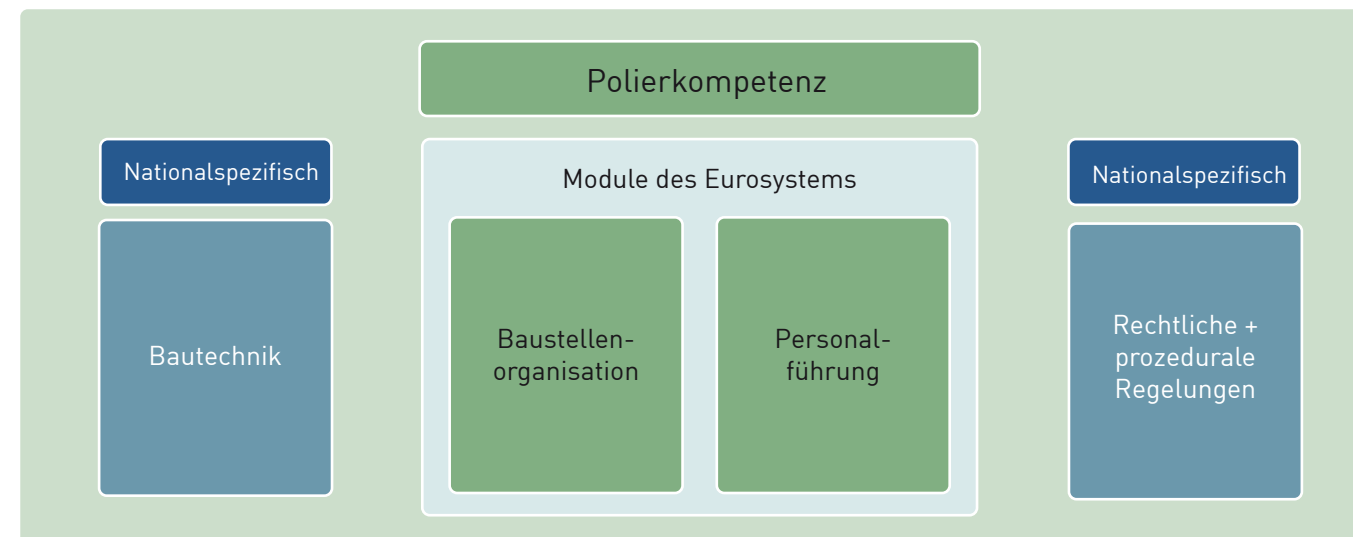 Polierkompetenz
Nationalspezifisch
Bautechnik
Module des Eurosystems
Baustellen-
organisation
Personal-
führung
Nationalspezifisch
Rechtliche +
prozedurale
Regelungen